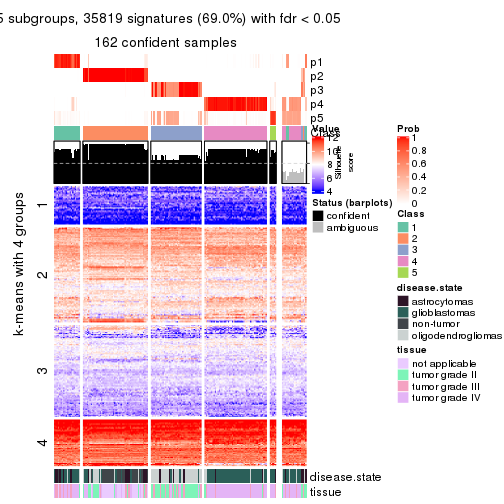 5 subgroups, 35819 signatures (69.0%) with fdr < 0.05
162 confident samples
p1
p2
p3
p4
p5
Class
k-means with 4 groups
1
2
3
4
Silhouette
score
disease.state
tissue
Value
12
10
8
6
4
Status (barplots)
confident
ambiguous
Prob
1
0.8
0.6
0.4
0.2
0
Class
1
2
3
4
5
disease.state
astrocytomas
glioblastomas
non-tumor
oligodendrogliomas
tissue
not applicable
tumor grade II
tumor grade III
tumor grade IV